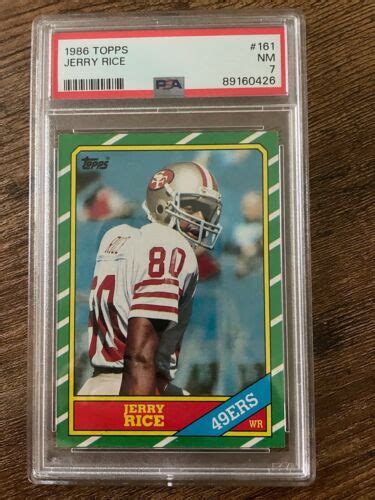 1986 TOPPS #161
JERRY RICE NM
PSA 7
89160426
Topps
80
JERRY
RICE
49ERS
WR